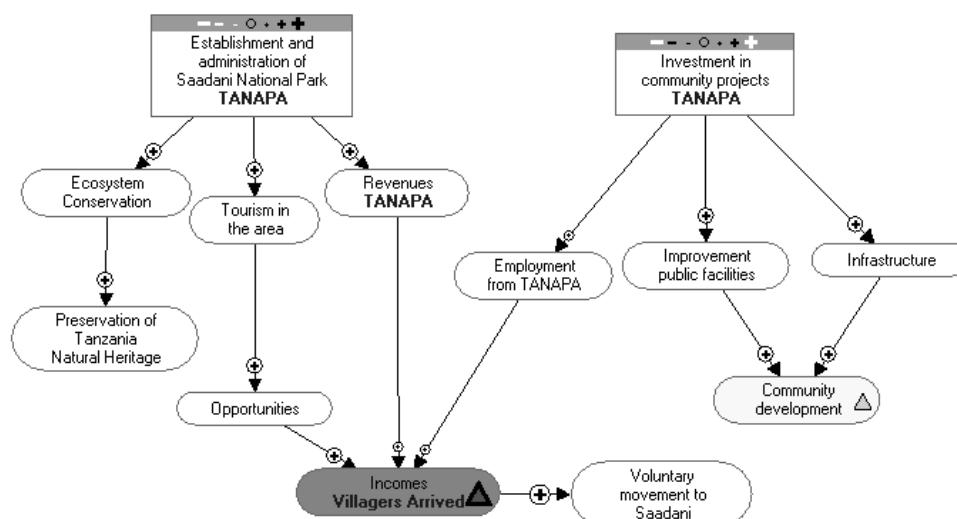 Establishment and
administration of
Saadani National Park
TANAPA
Investment in
community projects
TANAPA
Ecosystem
Conservation
Tourism in
the area
Revenues
TANAPA
Employment
from TANAPA
Improvement
public facilities
Infrastructure
Preservation of
Tanzania
Natural Heritage
Opportunities
Community
development
Incomes
Villagers Arrived
Voluntary
movement to
Saadani